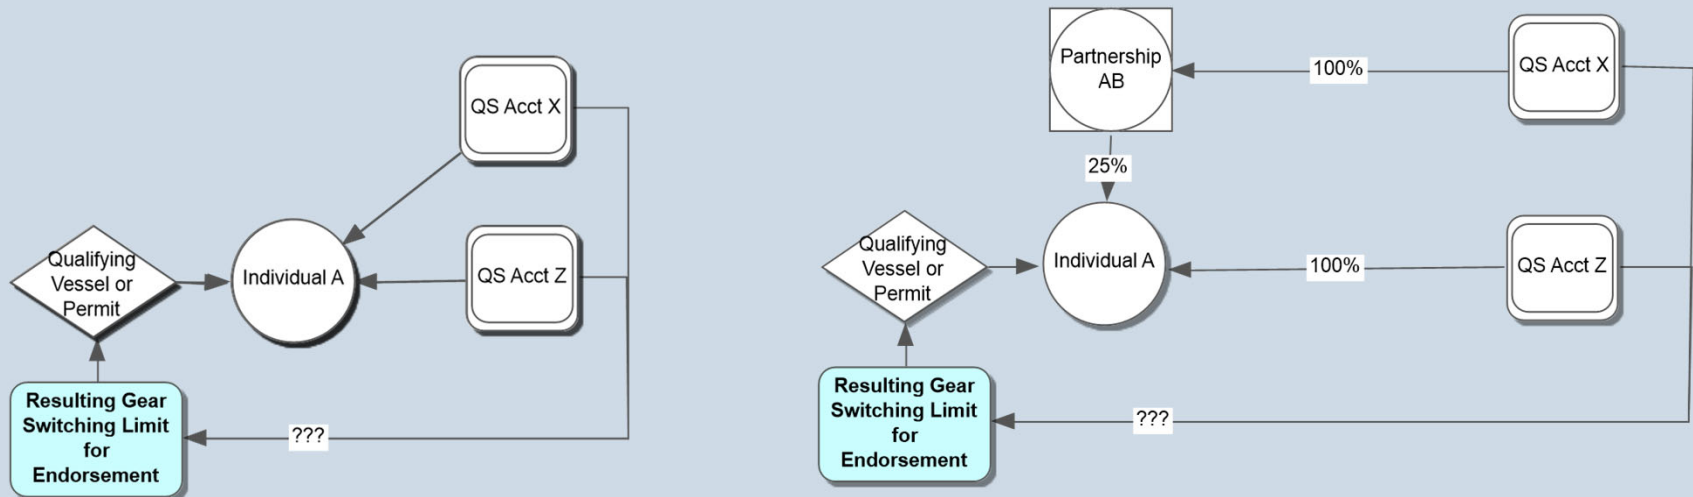 QS Acct X
Qualifying
Vessel or
Permit
Individual A
QS Acct Z
Resulting Gear
Switching Limit
for
Endorsement
???
Partnership
AB
100%
QS Acct X
25%
Qualifying
Vessel or
Permit
Individual A
100%
QS Acct Z
Resulting Gear
Switching Limit
for
Endorsement
???